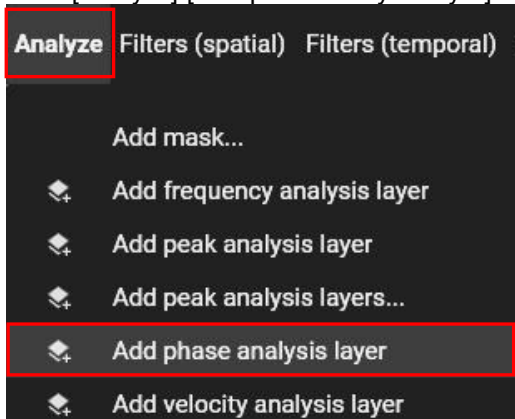 Analyze Filters (spatial) Filters (temporal)
Add mask...
Add frequency analysis layer
Add peak analysis layer
Add peak analysis layers...
Add phase analysis layer
Add velocity analysis layer